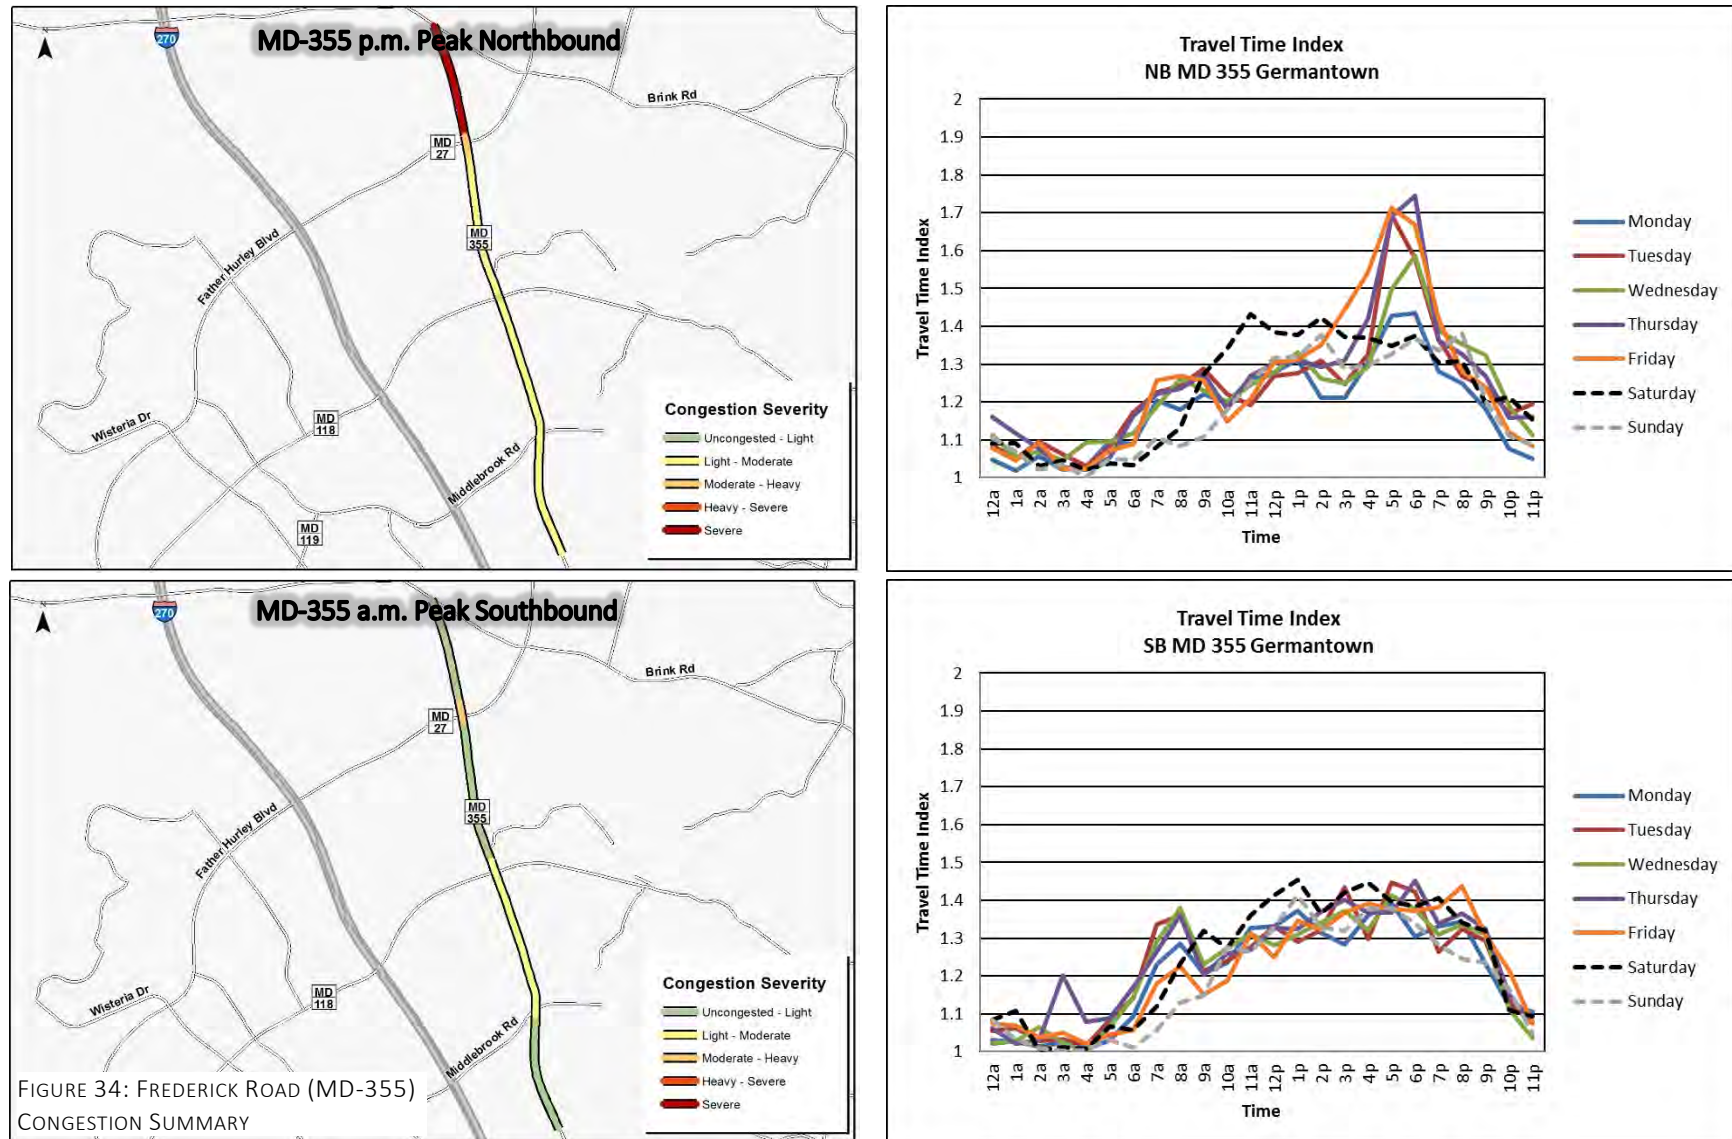 MD-355 p.m. Peak Northbound
N
270
Brink Rd
MD
27
MD
355
Father Hurley Blvd
MD
118
Wisteria Dr
Middlebrook Rd
MD
119
Congestion Severity
Uncongested - Light
Light - Moderate
Moderate - Heavy
Heavy - Severe
Severe
Travel Time Index
NB MD 355 Germantown
Travel Time Index
2
1.9
1.8
1.7
1.6
1.5
1.4
1.3
1.2
1.1
1
12a 1a 2a 3a 4a 5a 6a 7a 8a 9a 10a 11a 12p 1p 2p 3p 4p 5p 6p 7p 8p 9p 10p 11p
Time
Monday
Tuesday
Wednesday
Thursday
Friday
Saturday
Sunday
MD-355 a.m. Peak Southbound
N
270
Brink Rd
MD
27
MD
355
Father Hurley Blvd
MD
118
Wisteria Dr
Middlebrook Rd
Congestion Severity
Uncongested - Light
Light - Moderate
Moderate - Heavy
Heavy - Severe
Severe
FIGURE 34: FREDERICK ROAD (MD-355)
CONGESTION SUMMARY
Travel Time Index
SB MD 355 Germantown
Travel Time Index
2
1.9
1.8
1.7
1.6
1.5
1.4
1.3
1.2
1.1
1
12a 1a 2a 3a 4a 5a 6a 7a 8a 9a 10a 11a 12p 1p 2p 3p 4p 5p 6p 7p 8p 9p 10p 11p
Time
Monday
Tuesday
Wednesday
Thursday
Friday
Saturday
Sunday